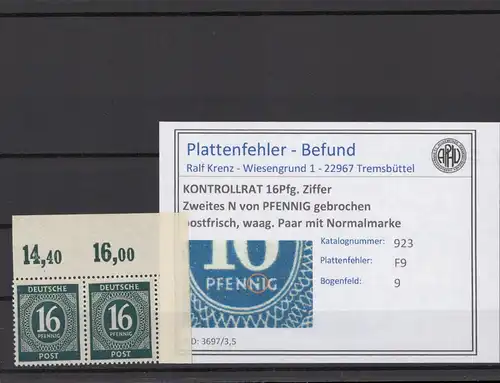 Plattenfehler - Befund
Ralf Krenz - Wiesengrund 1 - 22967 Tremsbüttel
KONTROLLRAT 16Pfg. Ziffer
Zweites N von PFENNIG gebrochen
postfrisch, waag. Paar mit Normalmarke
16
PFENNIG
Katalognummer: 923
Plattenfehler: F9
Bogenfeld: 9
D: 3697/3,5
14,40 16,00
DEUTSCHE DEUTSCHE
16 16
PFENNIG PFENNIG
POST POST